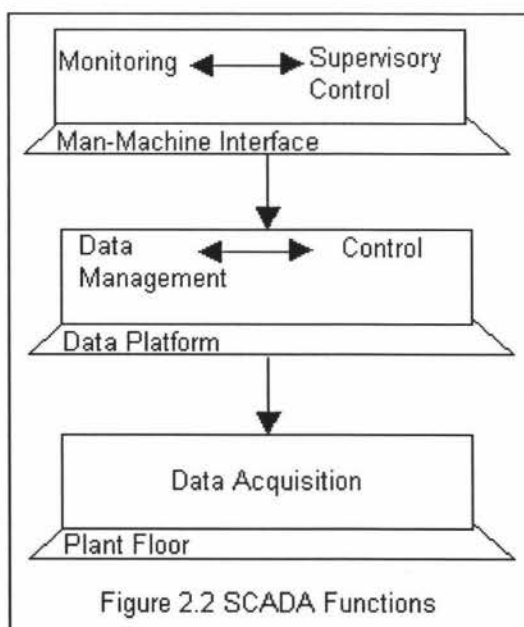 Monitoring Supervisory
Control
Man-Machine Interface
Data Control
Management
Data Platform
Data Acquisition
Plant Floor
Figure 2.2 SCADA Functions